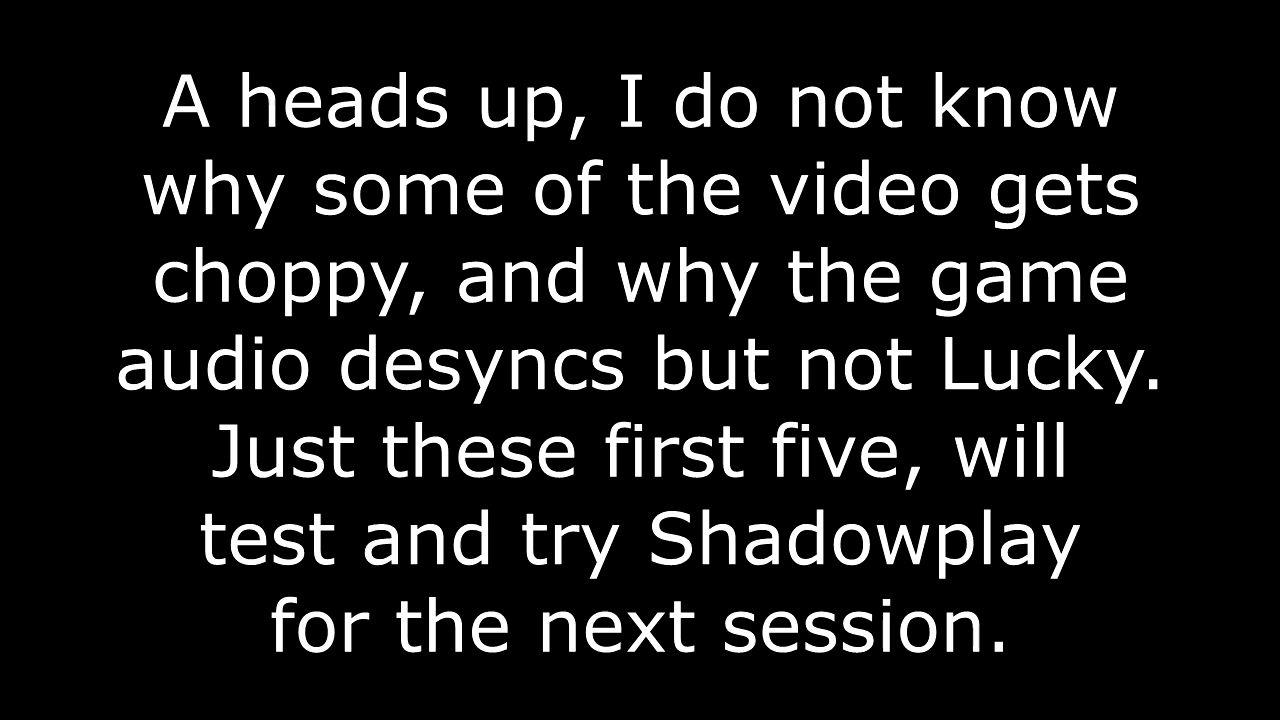 A heads up, I do not know
why some of the video gets
choppy, and why the game
audio desyncs but not Lucky.
Just these first five, will
test and try Shadowplay
for the next session.